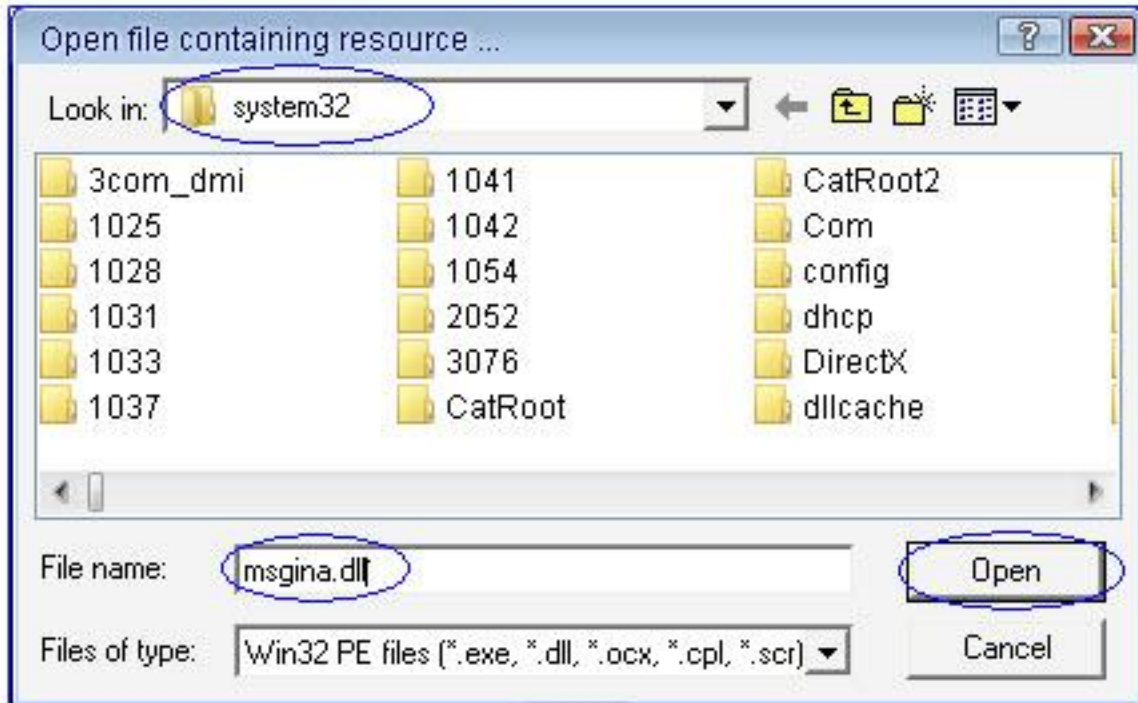 Open file containing resource ...
Look in: system32
3com_dmi 1041 CatRoot2
1025 1042 Com
1028 1054 config
1031 2052 dhcp
1033 3076 DirectX
1037 CatRoot dllcache
File name: msgina.dll Open
Files of type: Win32 PE files (*.exe, *.dll, *.ocx, *.cpl, *.scr) Cancel